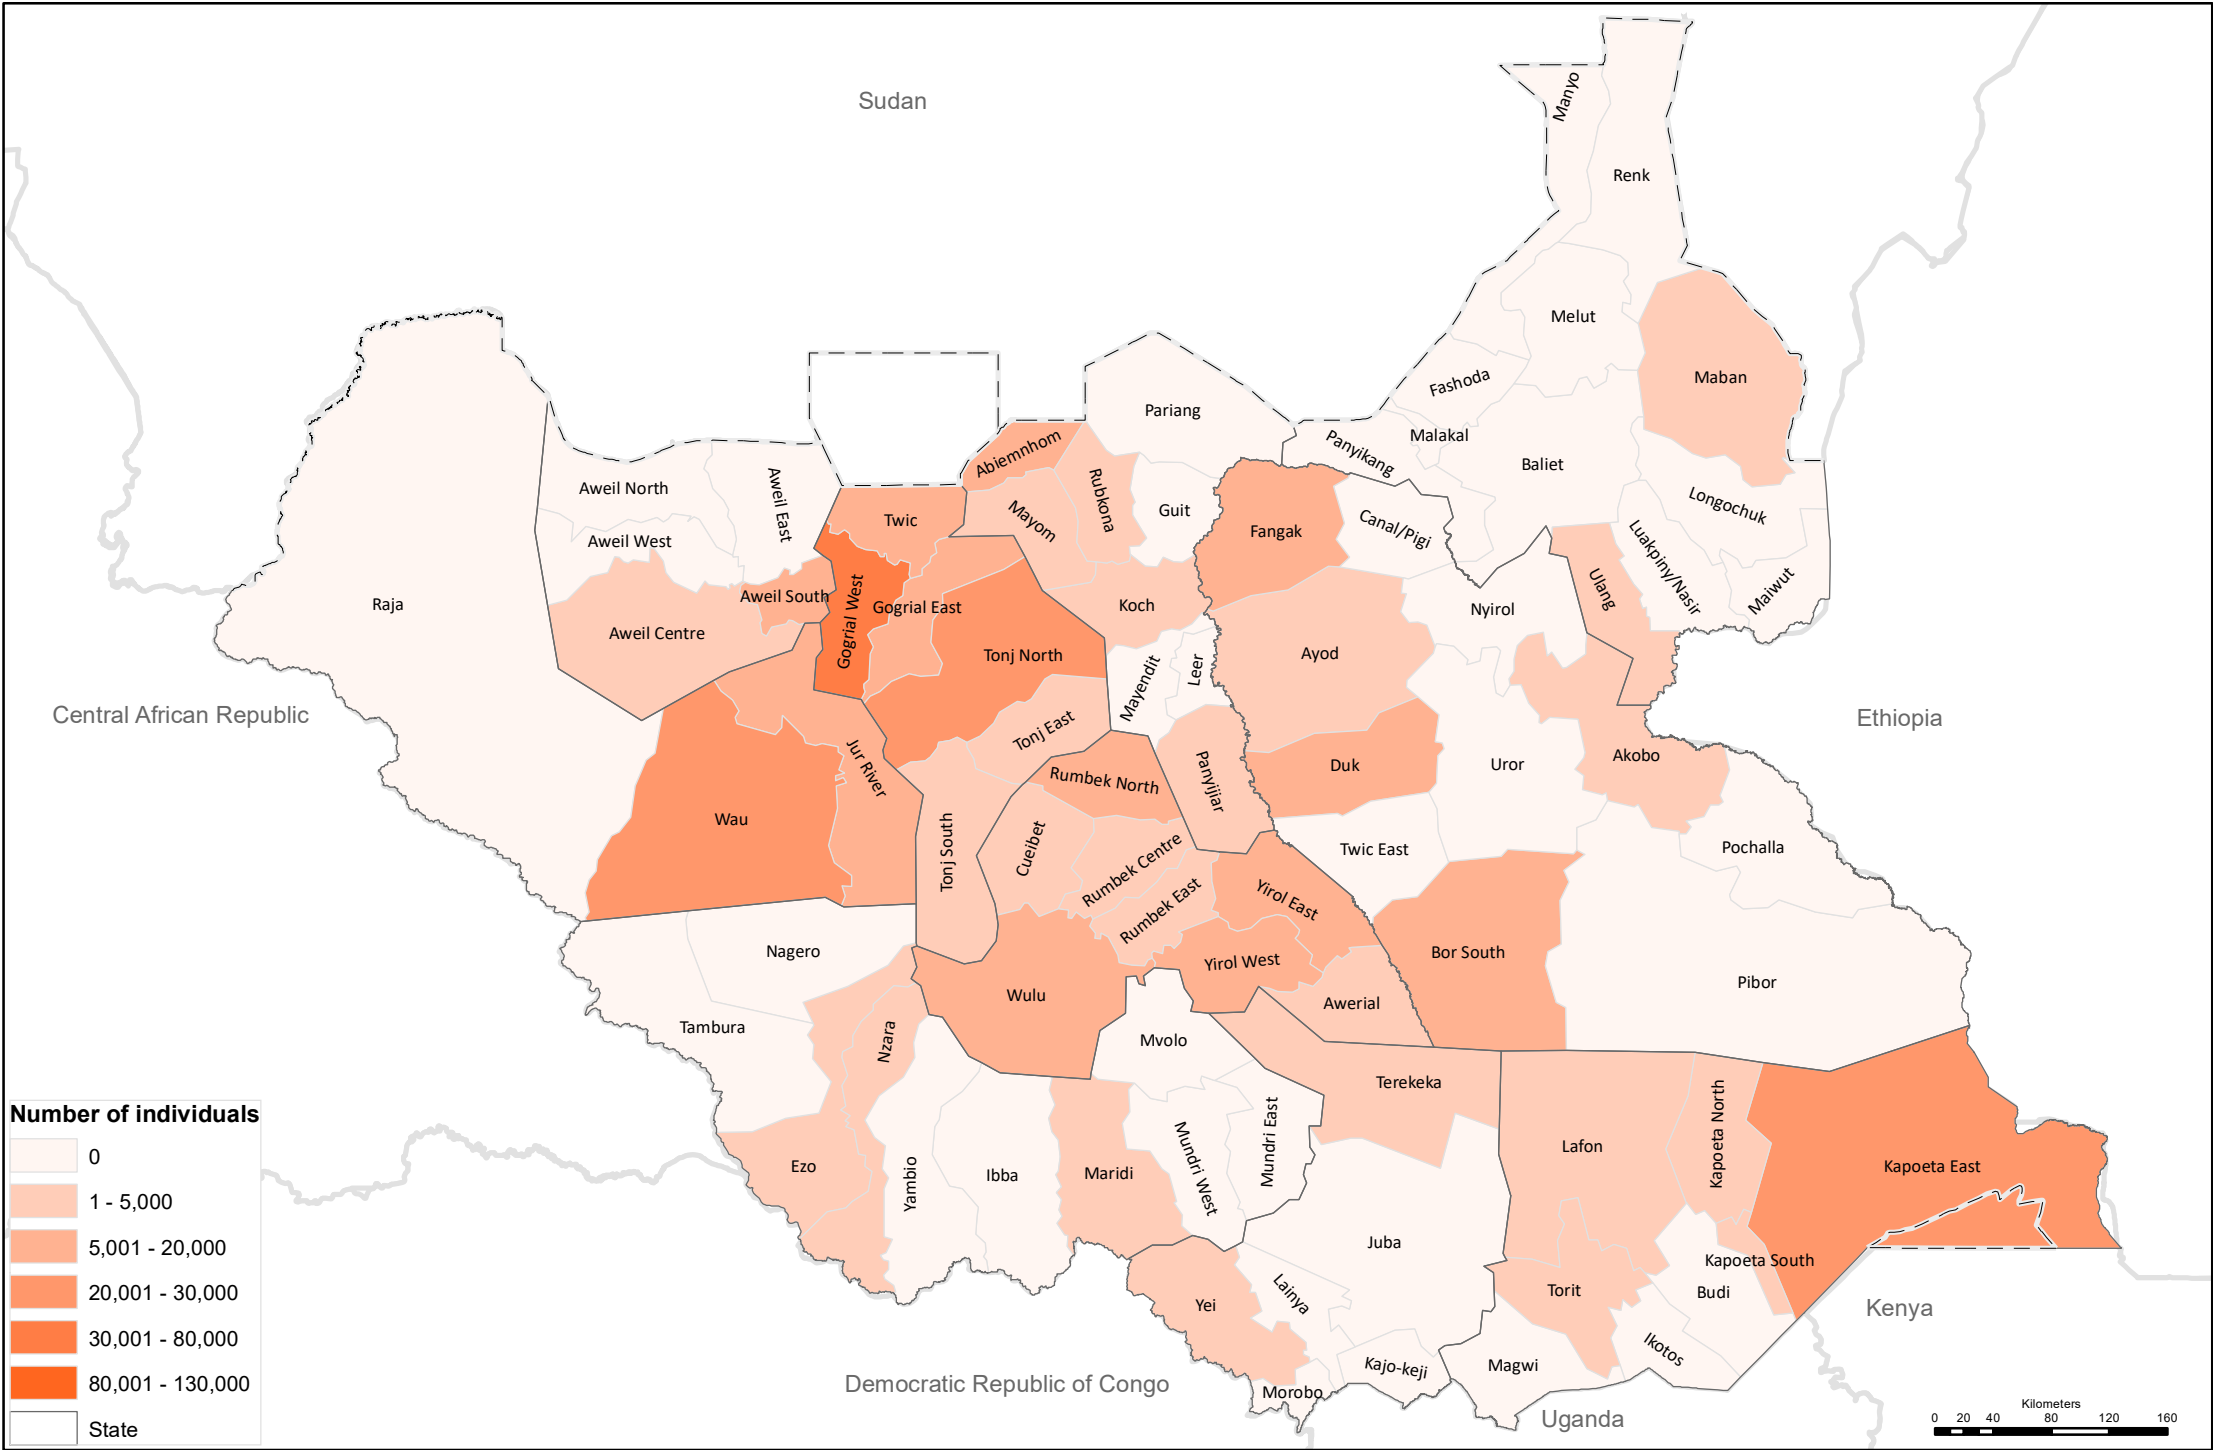 Sudan
Manyo
Renk
Melut
Maban
Fashoda
Pariang
Malakal
Panyikang
Baliet
Abiemnhom
Aweil North
Aweil East
Rubkona
Longochuk
Guit
Twic
Mayom
Fangak
Canal/Pigi
Aweil West
Luakpiny/Nasir
Ulang
Maiwut
Raja
Aweil South
Gogrial West
Gogrial East
Koch
Nyirol
Aweil Centre
Tonj North
Ayod
Leer
Mayendit
Central African Republic
Ethiopia
Tonj East
Akobo
Jur River
Rumbek North
Panyijiar
Duk
Uror
Wau
Tonj South
Cueibet
Rumbek Centre
Twic East
Pochalla
Yirol East
Rumbek East
Nagero
Yirol West
Bor South
Pibor
Wulu
Awerial
Tambura
Nzara
Mvolo
Terekeka
Number of individuals
0
1 - 5,000
5,001 - 20,000
20,001 - 30,000
30,001 - 80,000
80,001 - 130,000
State
Ezo
Yambio
Ibba
Maridi
Mundri West
Mundri East
Lafon
Kapoeta North
Kapoeta East
Juba
Kapoeta South
Budi
Torit
Lainya
Yei
Kenya
Ikotos
Magwi
Kajo-keji
Morobo
Democratic Republic of Congo
Uganda
Kilometers
0 20 40 80 120 160